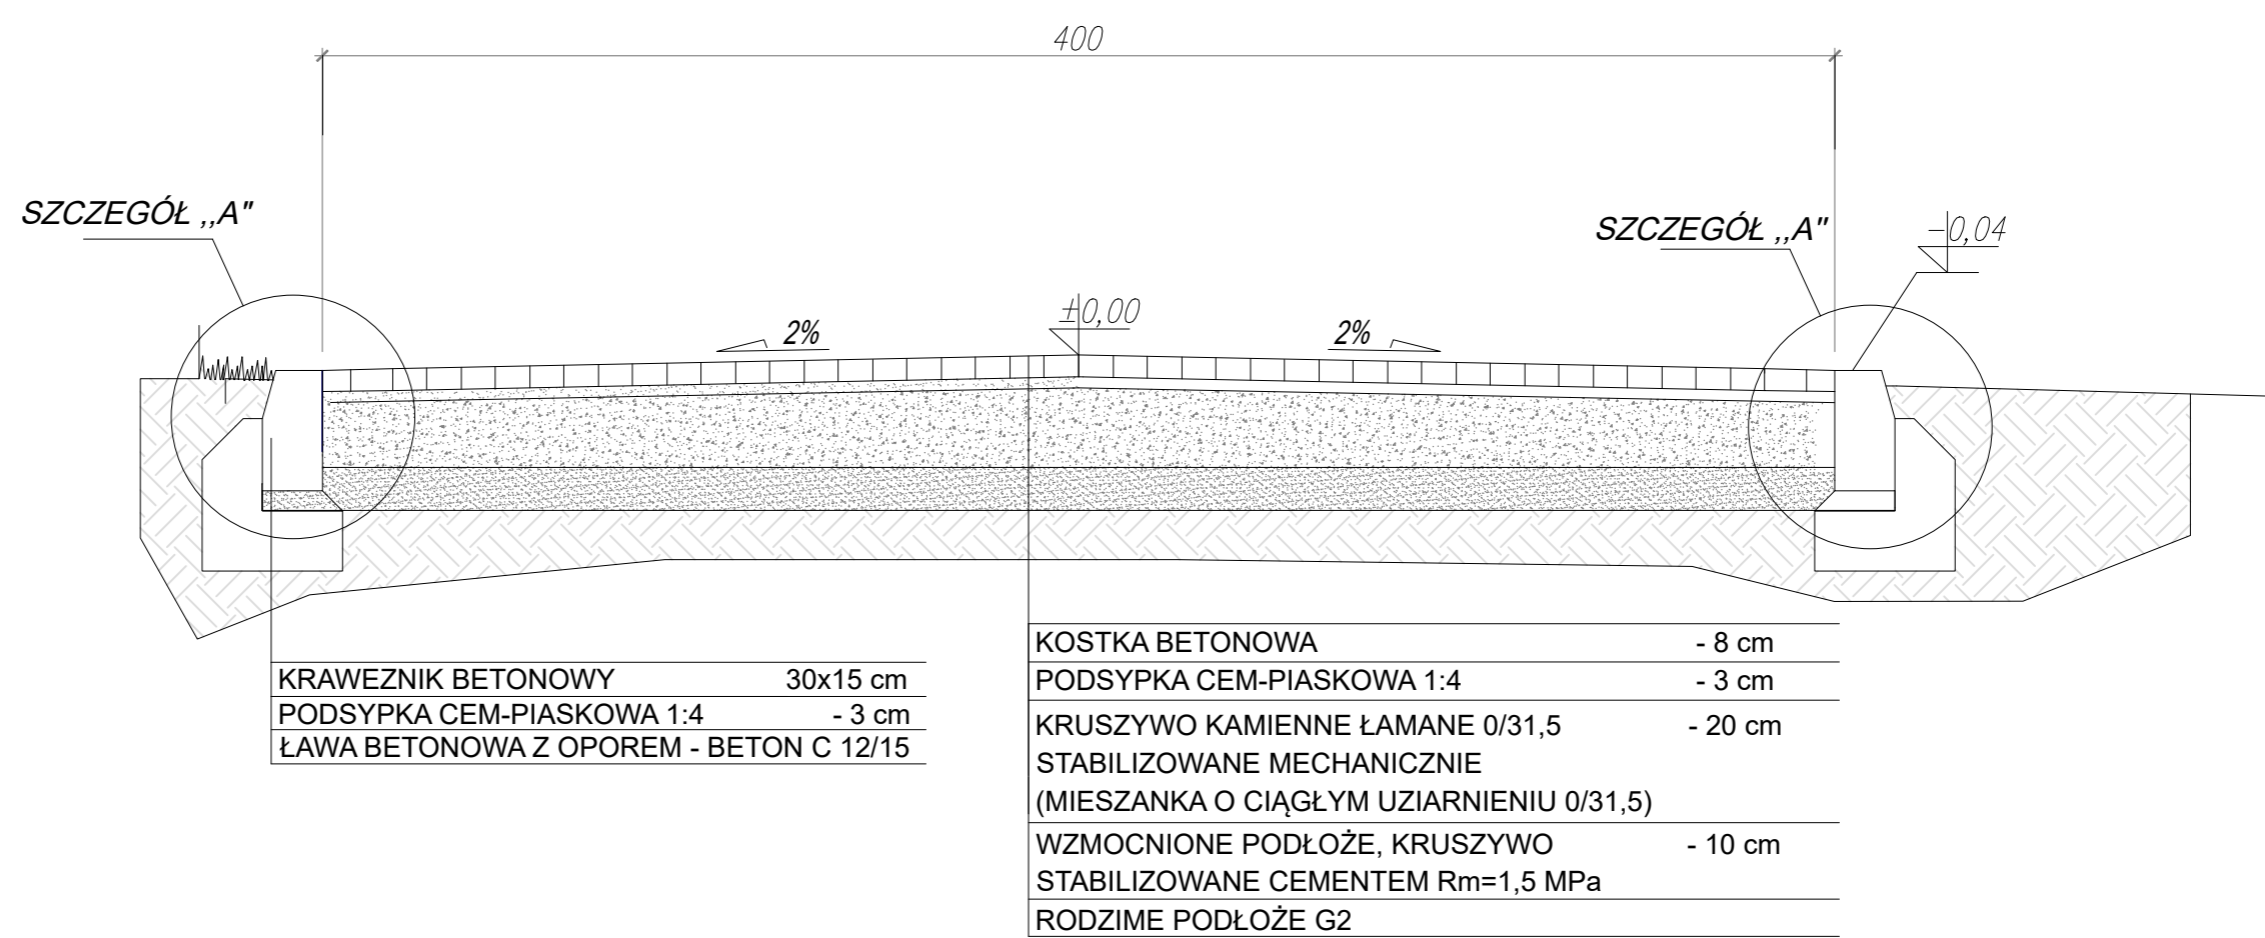 400
SZCZEGÓŁ ,,A"
SZCZEGÓŁ ,,A"
-0,04
±0,00
2%
2%
KRAWEZNIK BETONOWY 30x15 cm
PODSYPKA CEM-PIASKOWA 1:4 - 3 cm
ŁAWA BETONOWA Z OPOREM - BETON C 12/15
KOSTKA BETONOWA - 8 cm
PODSYPKA CEM-PIASKOWA 1:4 - 3 cm
KRUSZYWO KAMIENNE ŁAMANE 0/31,5 - 20 cm
STABILIZOWANE MECHANICZNIE
(MIESZANKA O CIĄGŁYM UZIARNIENIU 0/31,5)
WZMOCNIONE PODŁOŻE, KRUSZYWO - 10 cm
STABILIZOWANE CEMENTEM Rm=1,5 MPa
RODZIME PODŁOŻE G2